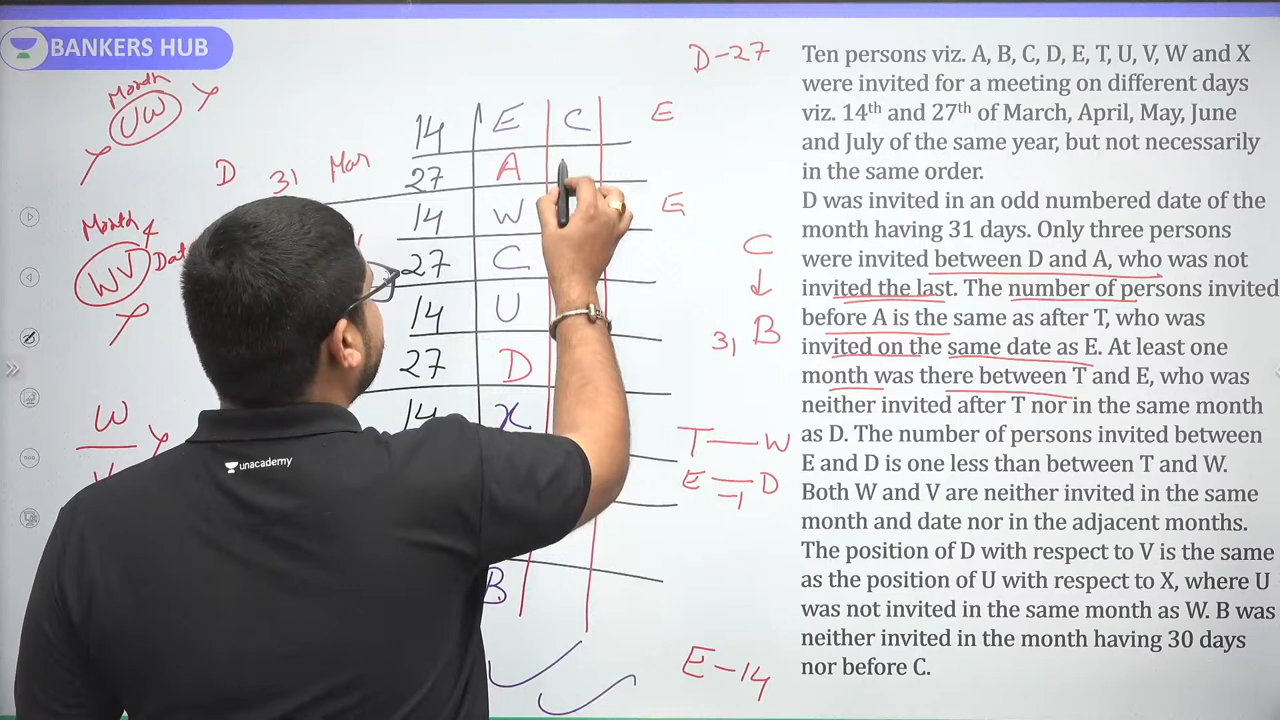 BANKERS HUB
Month
UW
D 31 Mar
Month
WV Dat
W
14 E C E
27 A
14 W E
27 C
14 U
27 D
14 X
B
D-27
C
↓
31 B
T — W
E — D
-1
E-14
unacademy
Ten persons viz. A, B, C, D, E, T, U, V, W and X
were invited for a meeting on different days
viz. 14th and 27th of March, April, May, June
and July of the same year, but not necessarily
in the same order.
D was invited in an odd numbered date of the
month having 31 days. Only three persons
were invited between D and A, who was not
invited the last. The number of persons invited
before A is the same as after T, who was
invited on the same date as E. At least one
month was there between T and E, who was
neither invited after T nor in the same month
as D. The number of persons invited between
E and D is one less than between T and W.
Both W and V are neither invited in the same
month and date nor in the adjacent months.
The position of D with respect to V is the same
as the position of U with respect to X, where U
was not invited in the same month as W. B was
neither invited in the month having 30 days
nor before C.